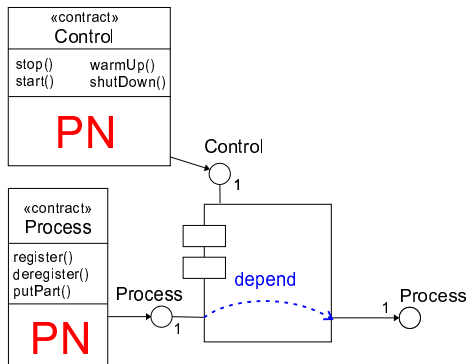 «contract»
Control
stop() warmUp()
start() shutDown()
PN
Control
1
«contract»
Process
register()
deregister()
putPart()
PN
Process
1
depend
1
Process